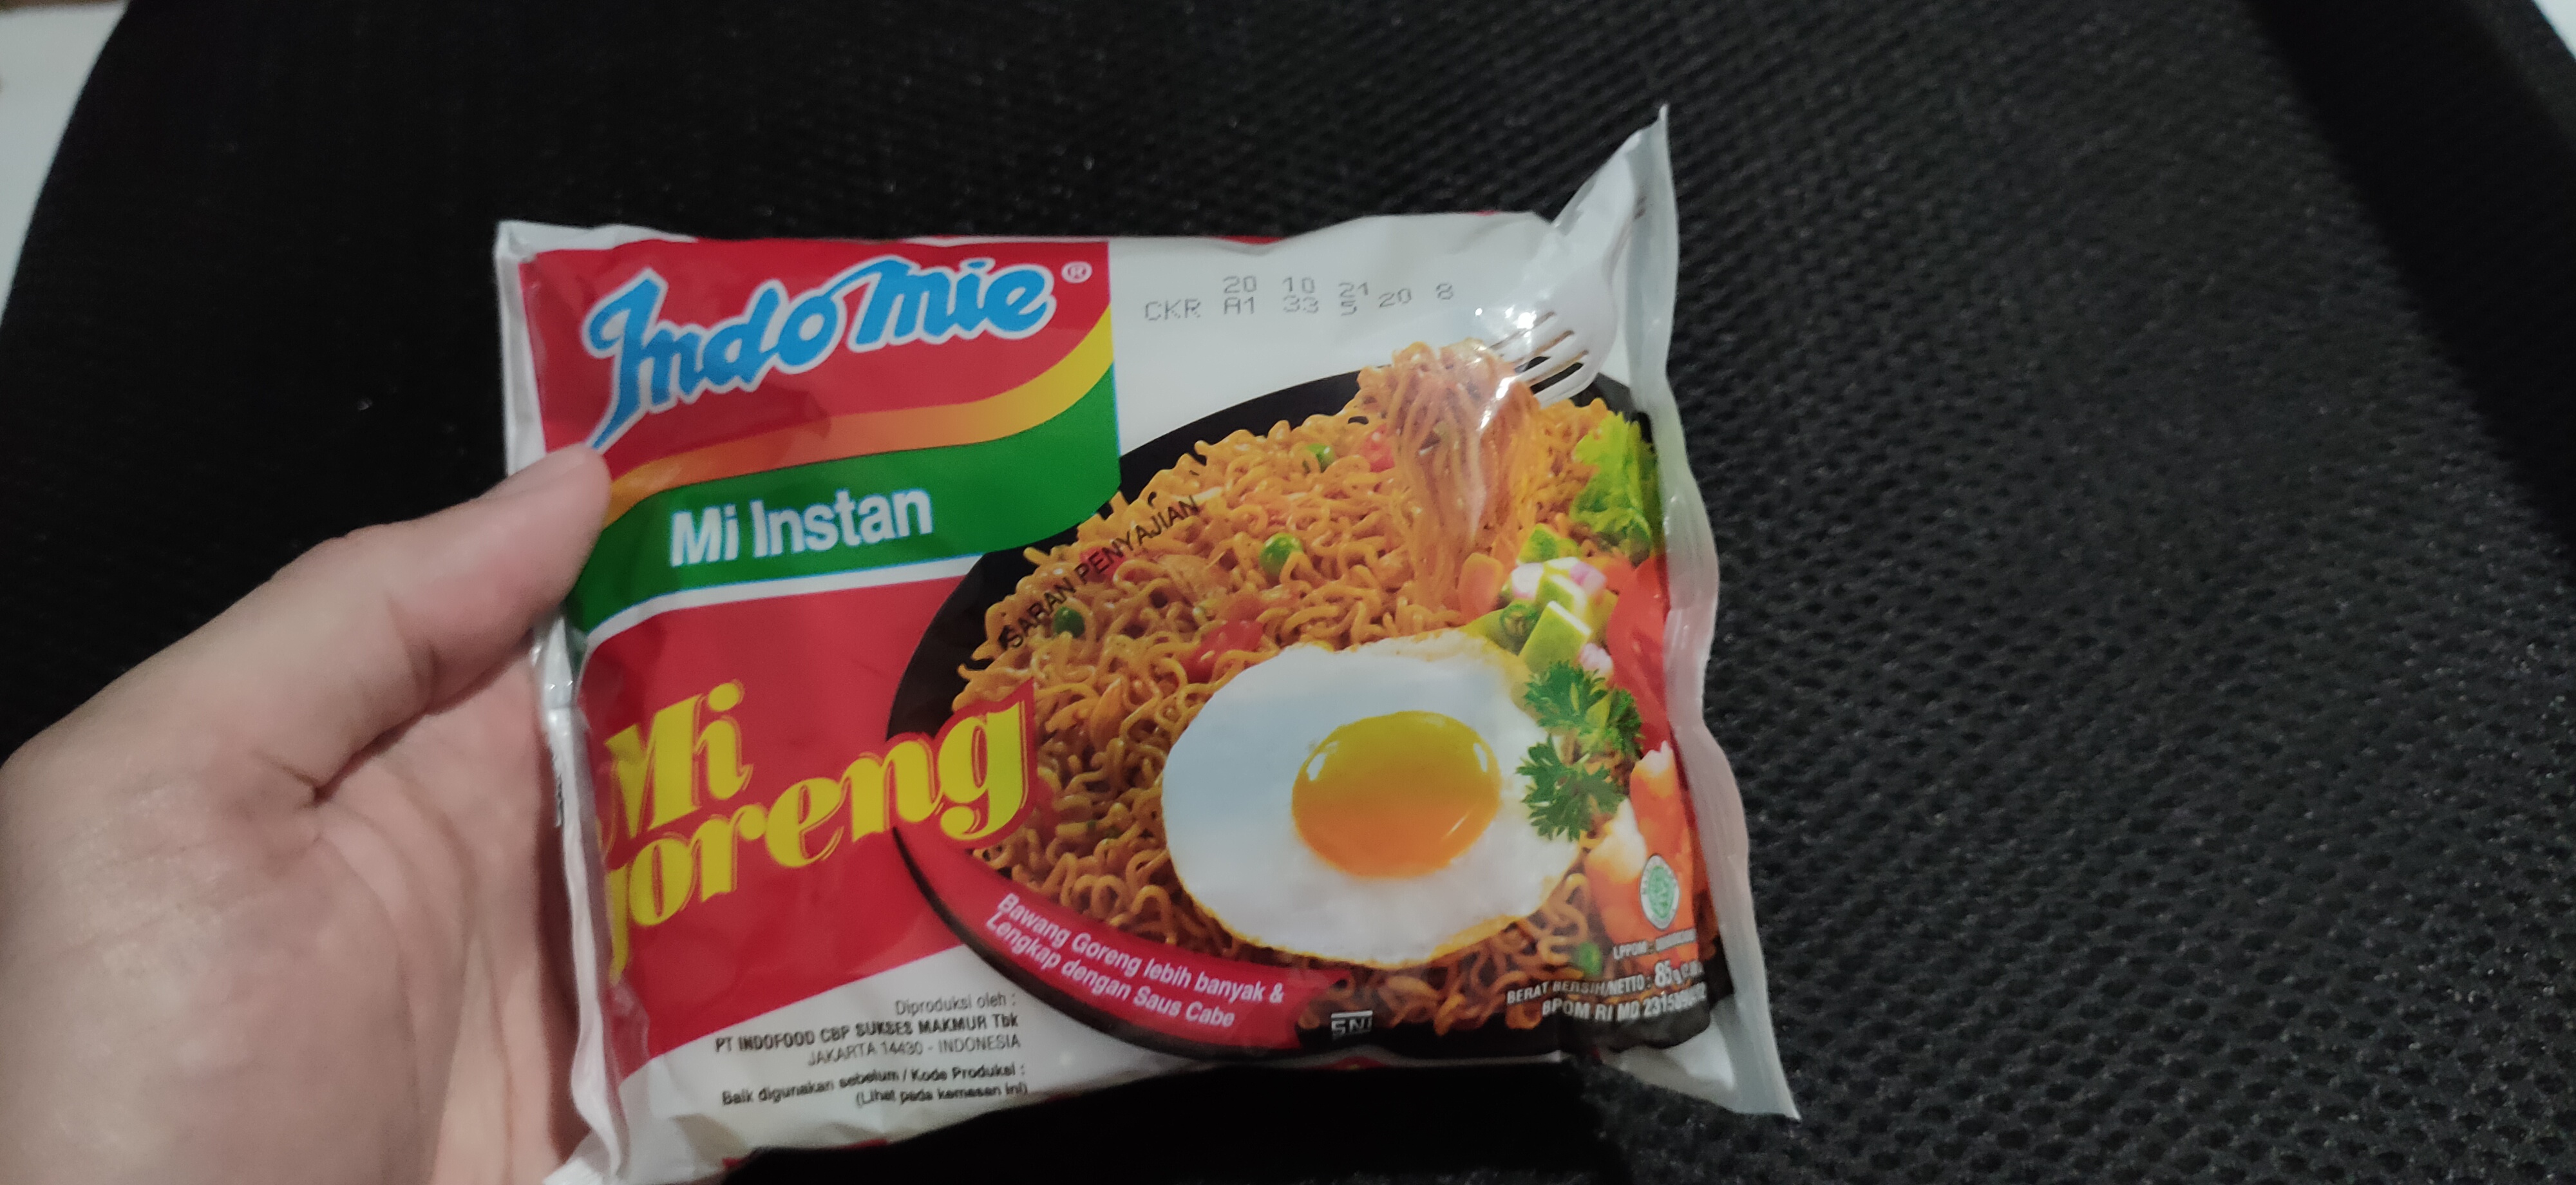 Indomie®
20 10 21
CKR A1 33 5 20 8
Mi Instan
SARAN PENYAJIAN
Mi
goreng
Bawang Goreng lebih banyak &
Lengkap dengan Saus Cabe
Diproduksi oleh :
PT INDOFOOD CBP SUKSES MAKMUR Tbk
JAKARTA 14430 - INDONESIA
Baik digunakan sebelum / Kode Produksi :
(Lihat pada kemasan ini)
SNI
LPPOM -
BERAT BERSIH/NETTO : 85g
BPOM RI MD